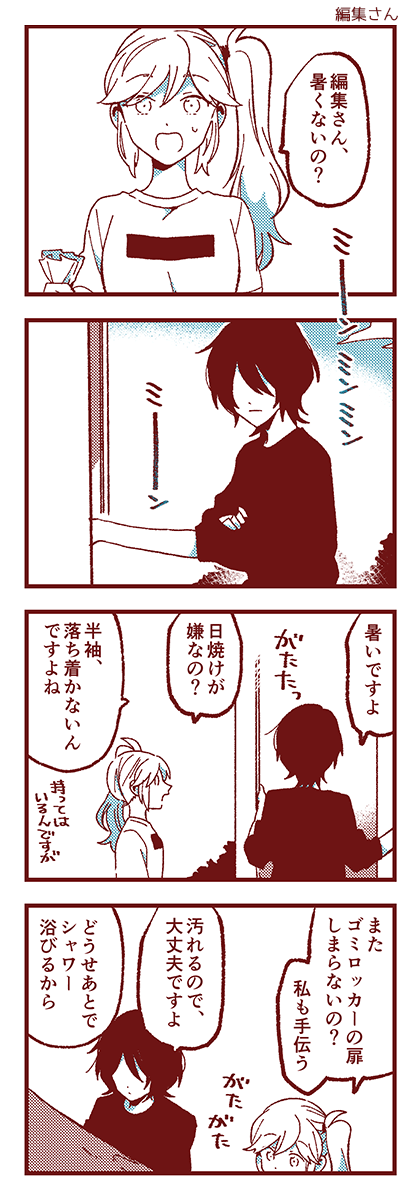 編集さん
編集さん、
暑くないの？
ミーーーン ミンミン
ミーーーン
暑いですよ
がたたっ
日焼けが
嫌なの？
半袖、
落ち着かないん
ですよね
持っては
いるんですが
また
ゴミロッカーの扉
しまらないの？
私も手伝う
汚れるので、
大丈夫ですよ
がたがた
どうせあとで
シャワー
浴びるから